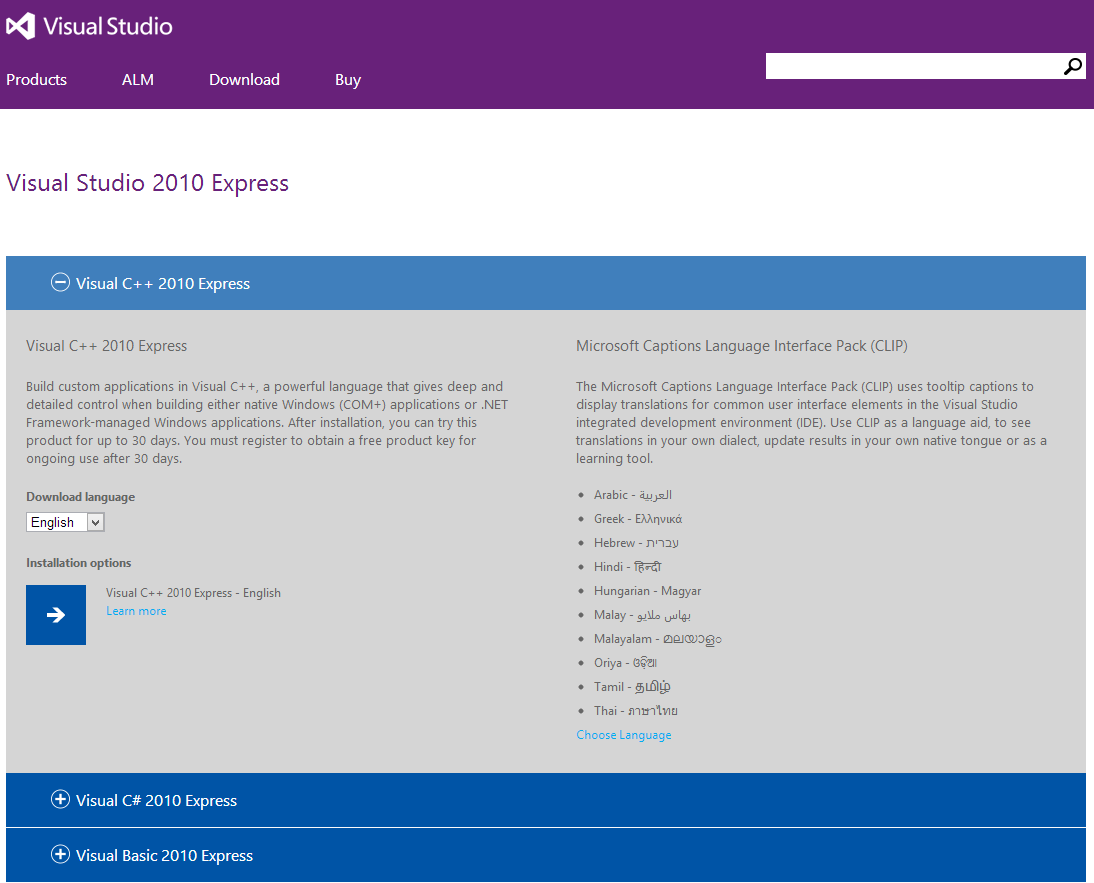 Visual Studio
Products
ALM
Download
Buy
Visual Studio 2010 Express
Visual C++ 2010 Express
Visual C++ 2010 Express
Build custom applications in Visual C++, a powerful language that gives deep and
detailed control when building either native Windows (COM+) applications or .NET
Framework-managed Windows applications. After installation, you can try this
product for up to 30 days. You must register to obtain a free product key for
ongoing use after 30 days.
Download language
English
Installation options
Visual C++ 2010 Express - English
Learn more
Microsoft Captions Language Interface Pack (CLIP)
The Microsoft Captions Language Interface Pack (CLIP) uses tooltip captions to
display translations for common user interface elements in the Visual Studio
integrated development environment (IDE). Use CLIP as a language aid, to see
translations in your own dialect, update results in your own native tongue or as a
learning tool.
Arabic - العربية
Greek - Ελληνικά
Hebrew - עברית
Hindi - हिन्दी
Hungarian - Magyar
Malay - بهاس ملايو
Malayalam - മലയാളം
Oriya - ଓଡ଼ିଆ
Tamil - தமிழ்
Thai - ภาษาไทย
Choose Language
Visual C# 2010 Express
Visual Basic 2010 Express